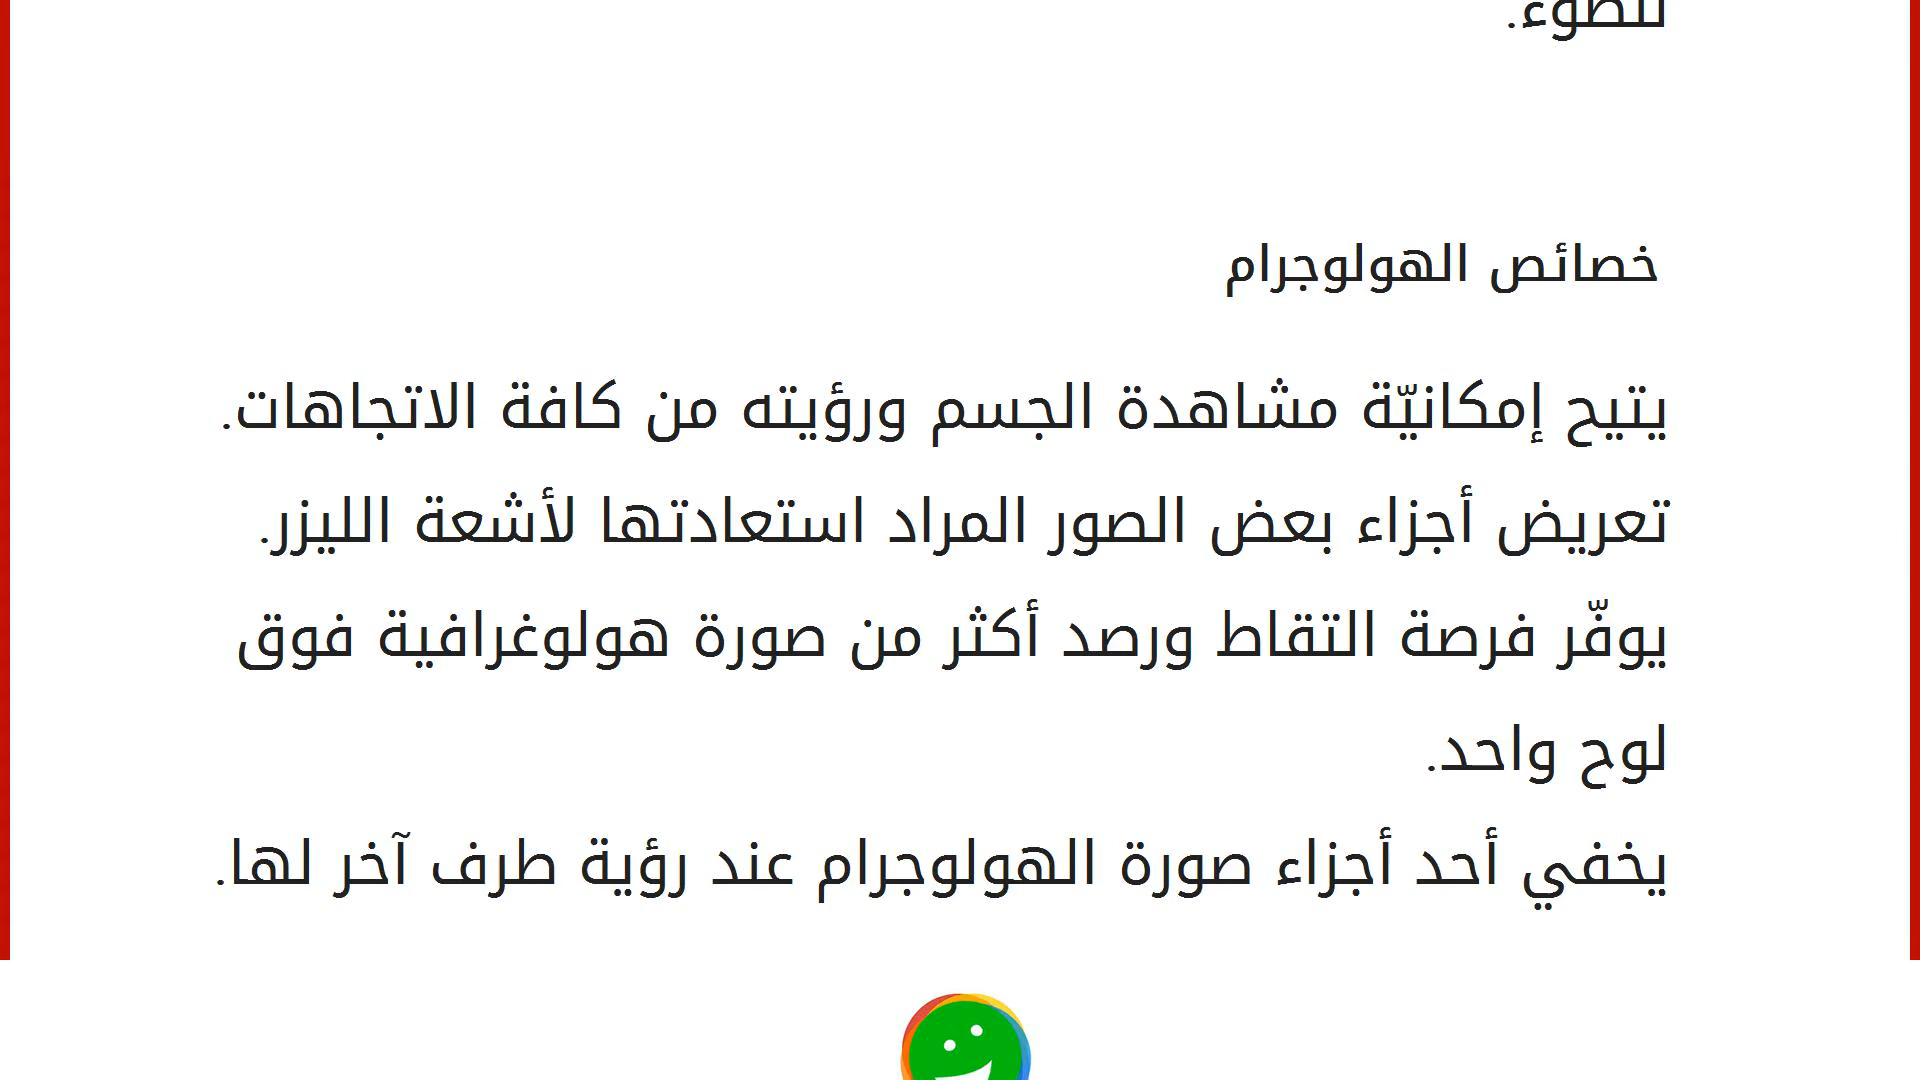 للضوء.
خصائص الهولوجرام
يتيح إمكانيّة مشاهدة الجسم ورؤيته من كافة الاتجاهات.
تعريض أجزاء بعض الصور المراد استعادتها لأشعة الليزر.
يوفّر فرصة التقاط ورصد أكثر من صورة هولوغرافية فوق
لوح واحد.
يخفي أحد أجزاء صورة الهولوجرام عند رؤية طرف آخر لها.